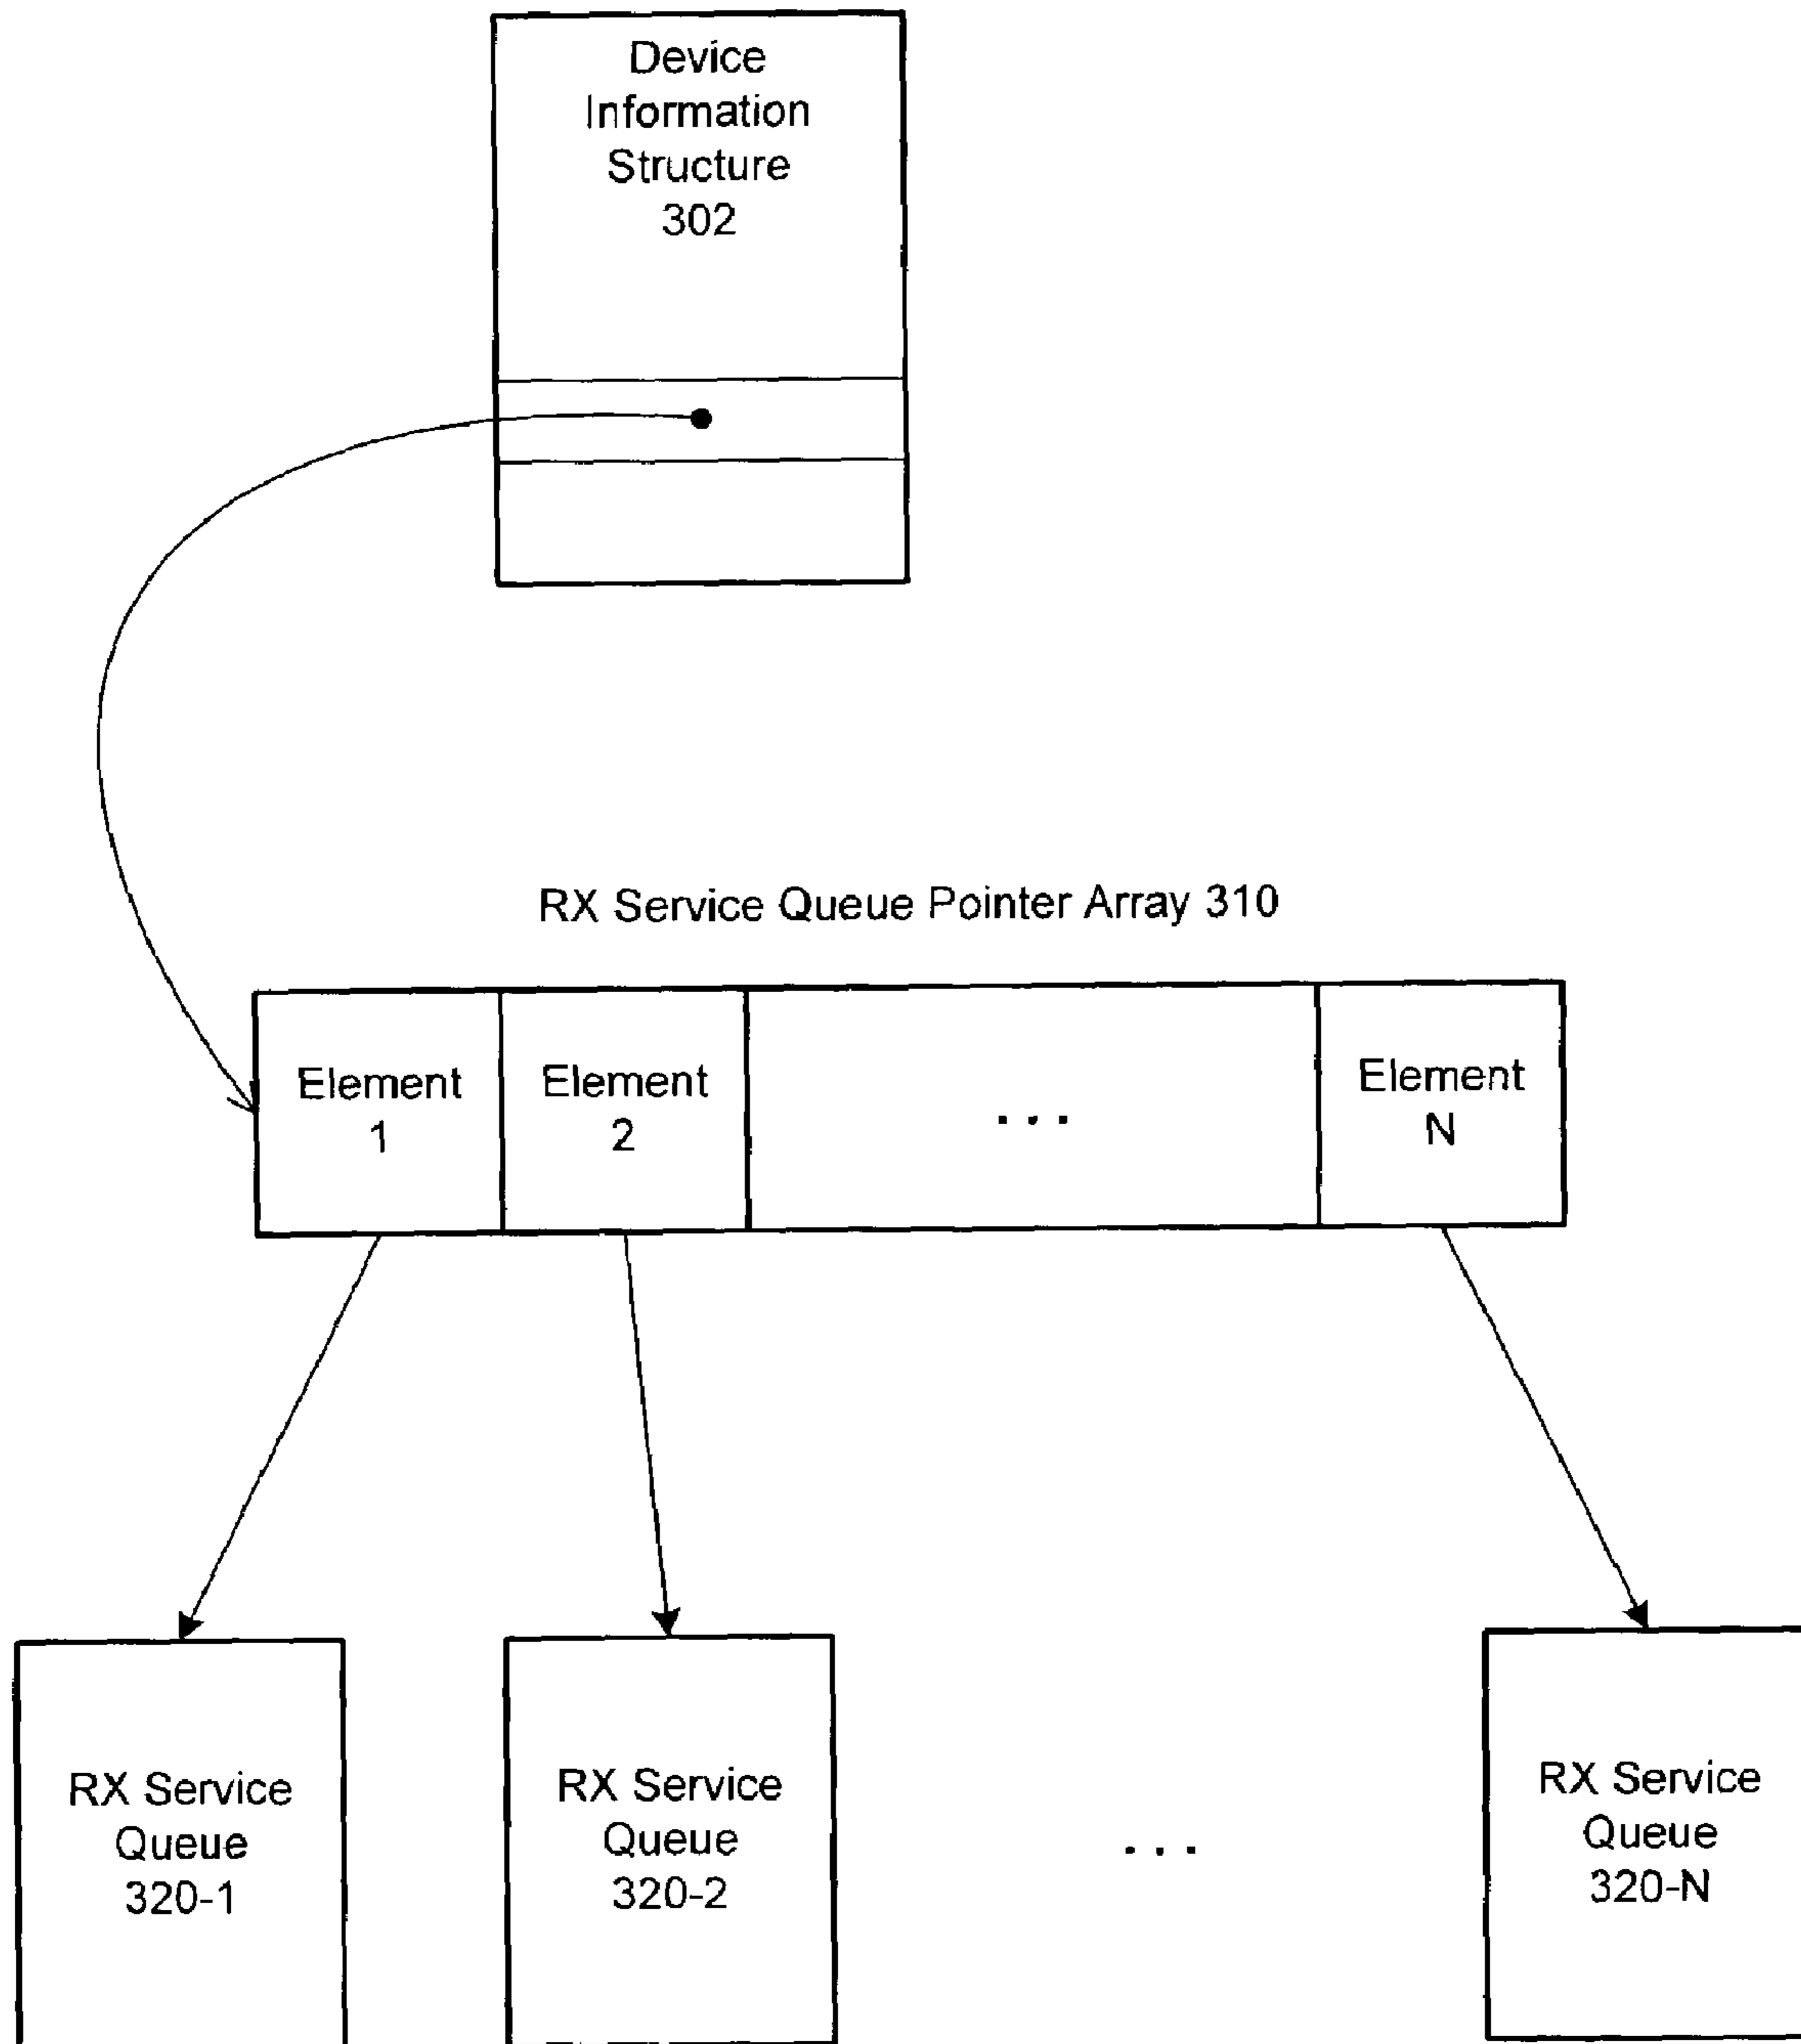 Device
Information
Structure
302
RX Service Queue Pointer Array 310
Element
1
Element
2
. . .
Element
N
RX Service
Queue
320-1
RX Service
Queue
320-2
. . .
RX Service
Queue
320-N